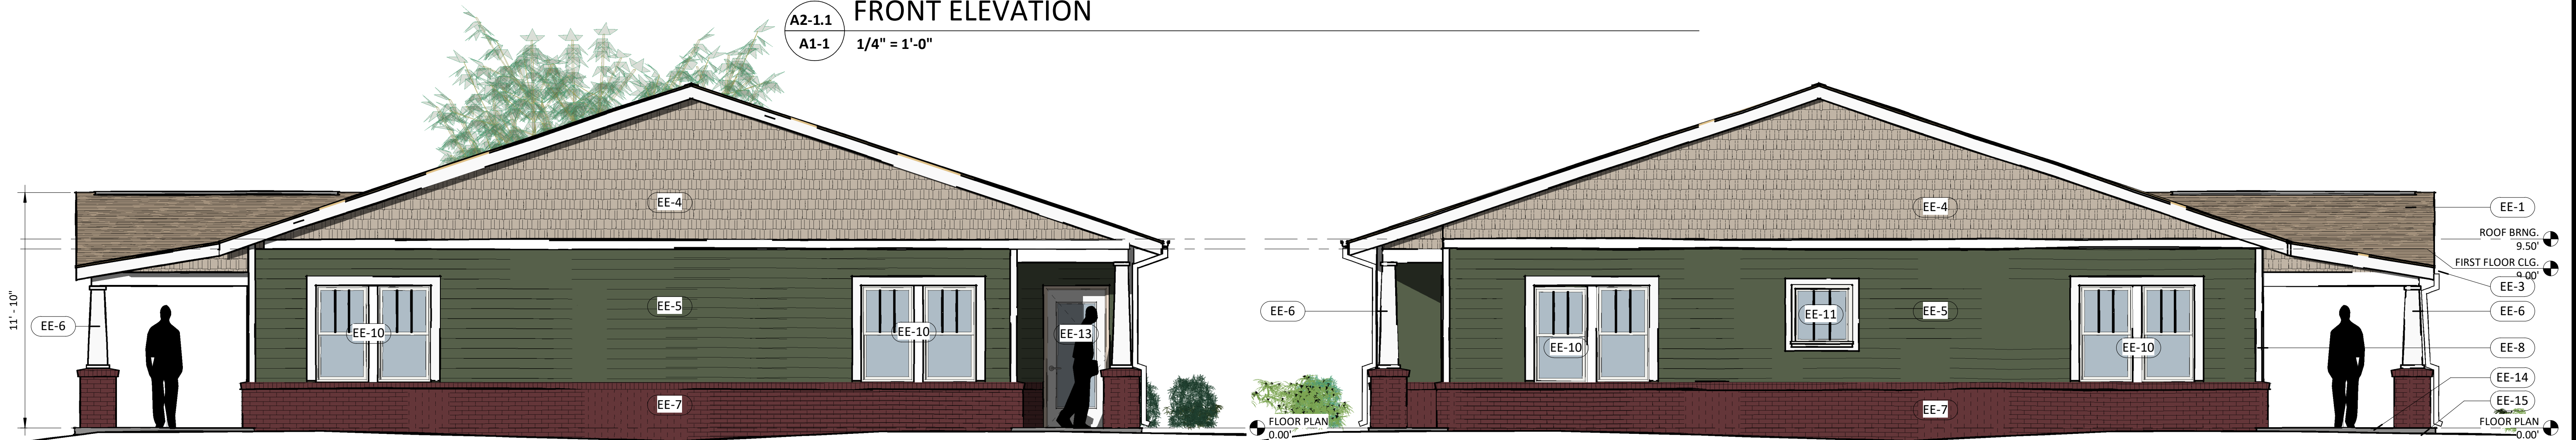 A2-1.1
FRONT ELEVATION
A1-1
1/4" = 1'-0"
11' - 10"
EE-6
EE-4
EE-10
EE-5
EE-10
EE-13
EE-7
FLOOR PLAN
0.00'
EE-6
EE-4
EE-10
EE-11
EE-5
EE-10
EE-7
EE-1
ROOF BRNG.
9.50'
FIRST FLOOR CLG.
9.00'
EE-3
EE-6
EE-8
EE-14
EE-15
FLOOR PLAN
0.00'